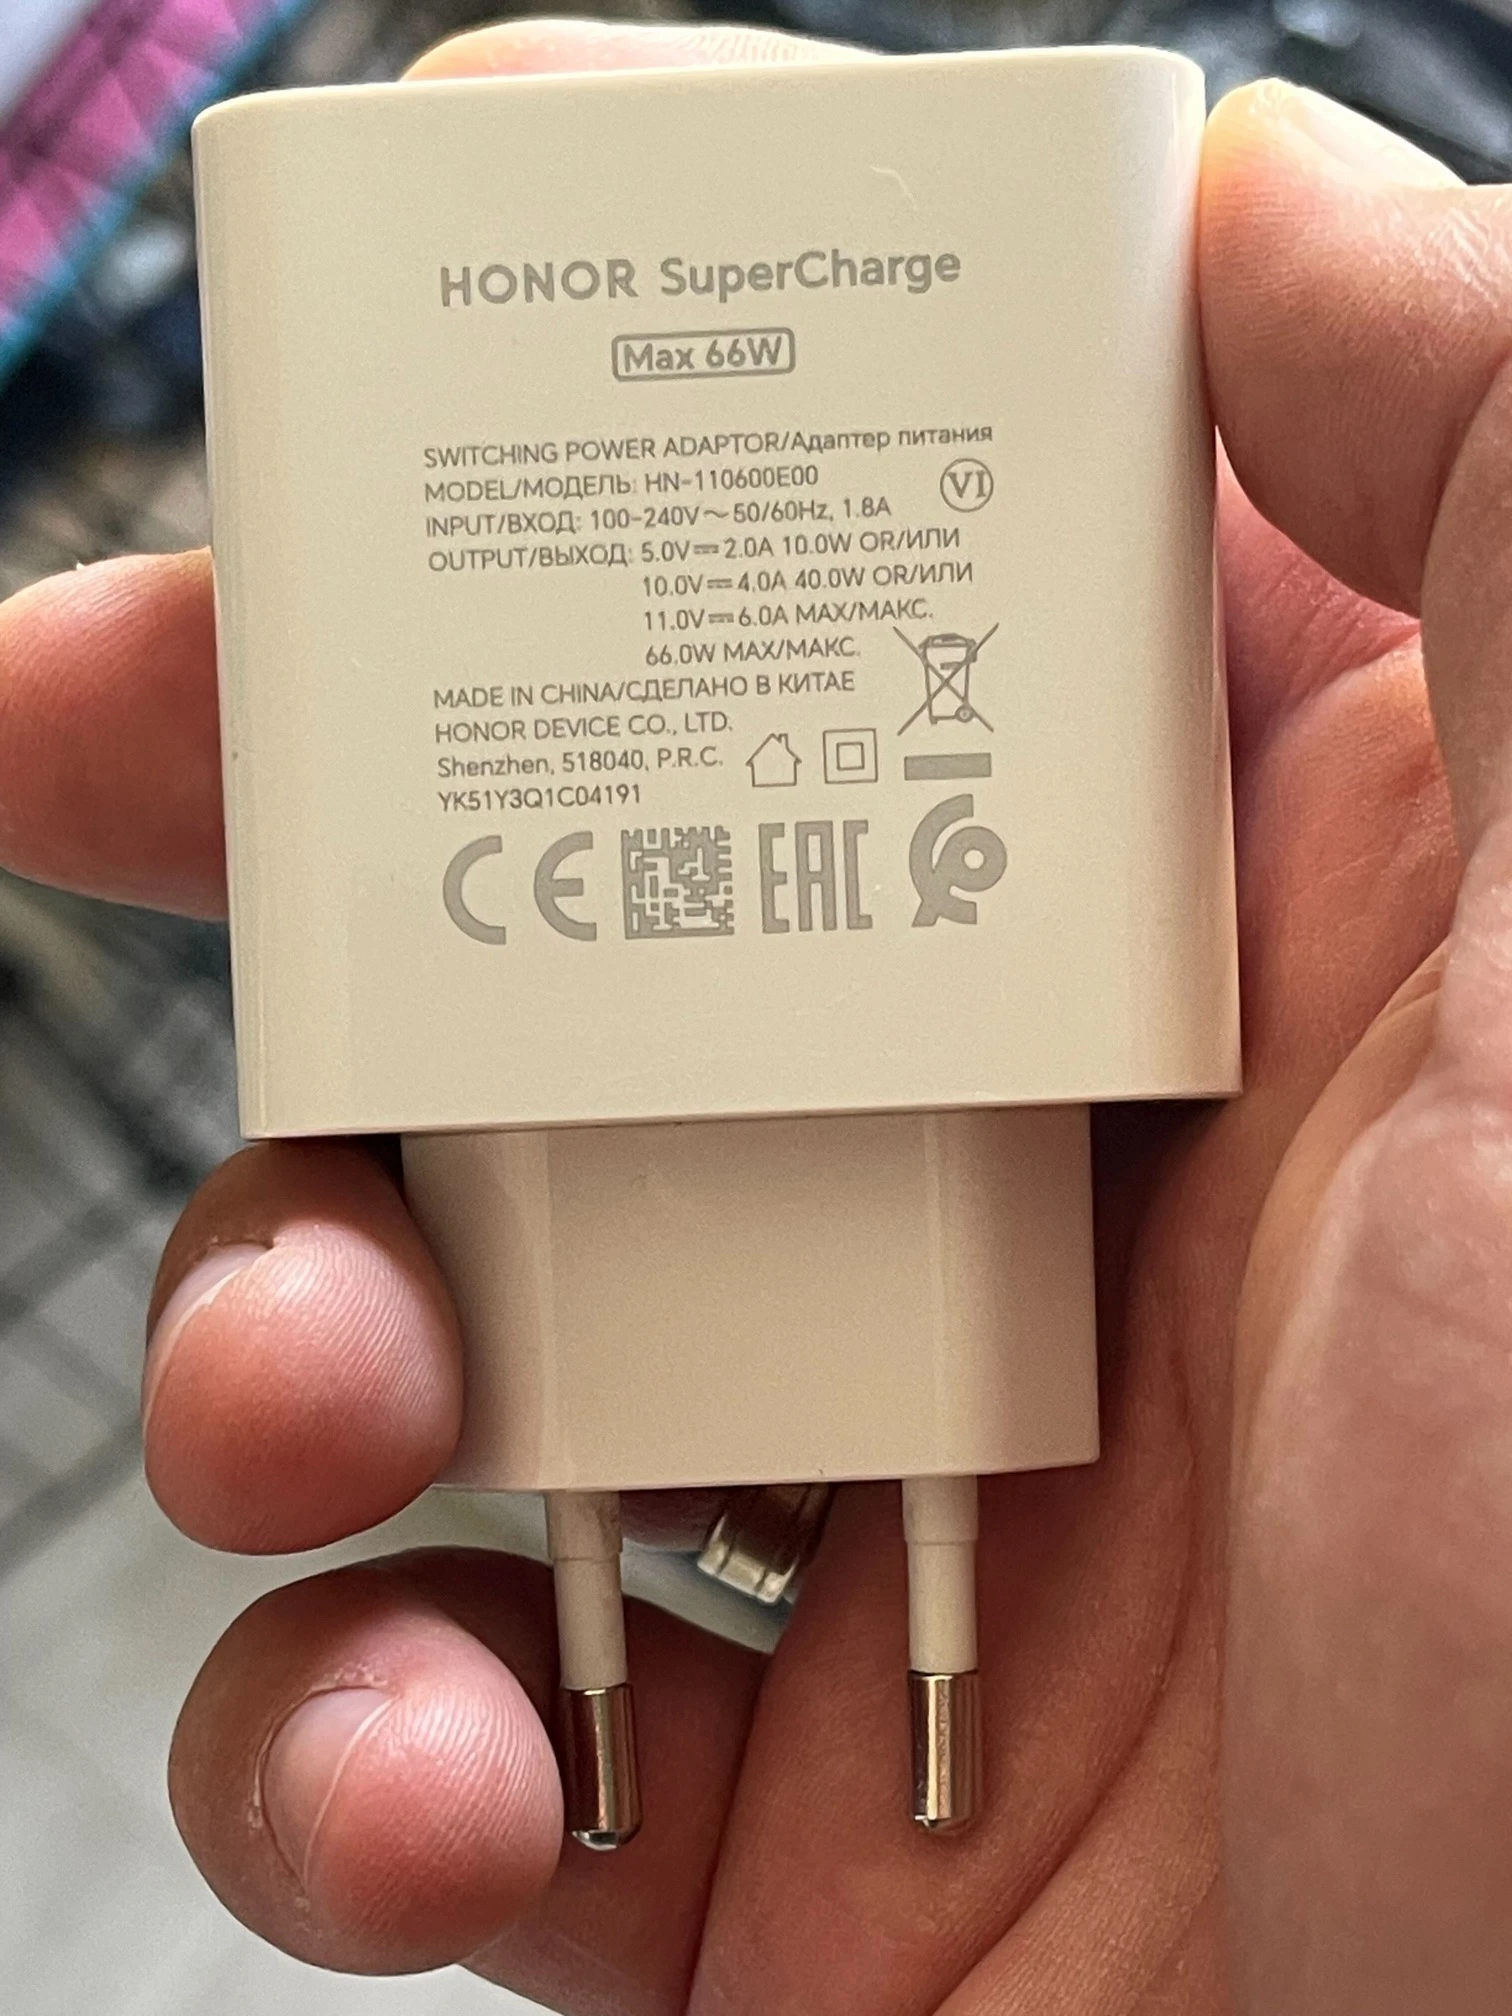 HONOR SuperCharge
Max 66W
SWITCHING POWER ADAPTOR/Адаптер питания
MODEL/МОДЕЛЬ: HN-110600E00
VI
INPUT/ВХОД: 100-240V~50/60Hz, 1.8A
OUTPUT/ВЫХОД: 5.0V⎓2.0A 10.0W OR/ИЛИ
10.0V⎓4.0A 40.0W OR/ИЛИ
11.0V⎓6.0A MAX/МАКС.
66.0W MAX/МАКС.
MADE IN CHINA/СДЕЛАНО В КИТАЕ
HONOR DEVICE CO., LTD.
Shenzhen, 518040, P.R.C.
YK51Y3Q1C04191
CE EAC